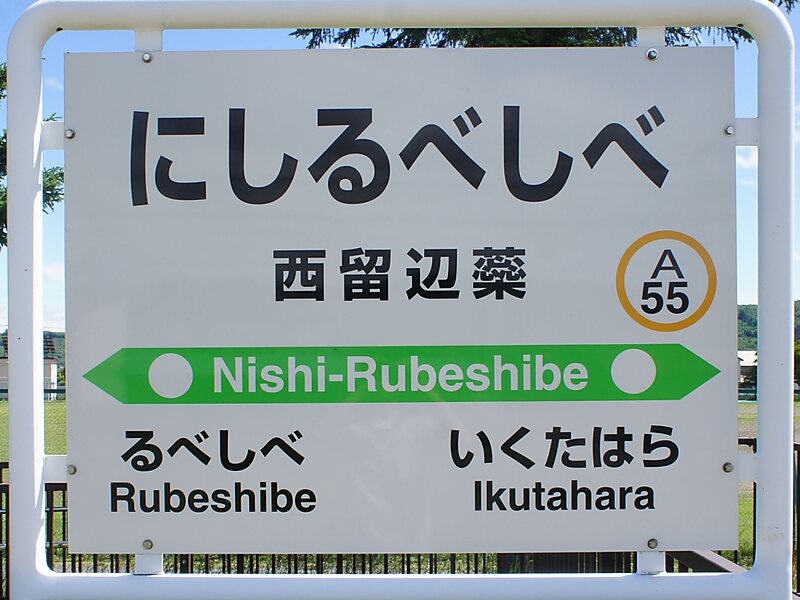 にしるべしべ
西留辺蘂
A
55
Nishi-Rubeshibe
るべしべ いくたはら
Rubeshibe Ikutahara